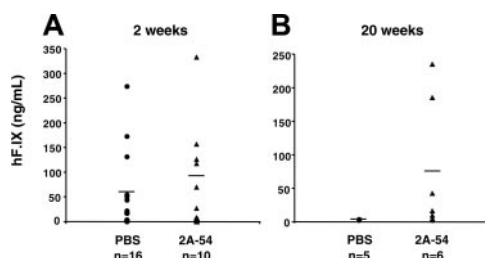 A 2 weeks
B 20 weeks
hF.IX (ng/mL)
350
300
250
200
150
100
50
0
PBS 2A-54
n=16 n=10
250
200
150
100
50
0
PBS 2A-54
n=5 n=6